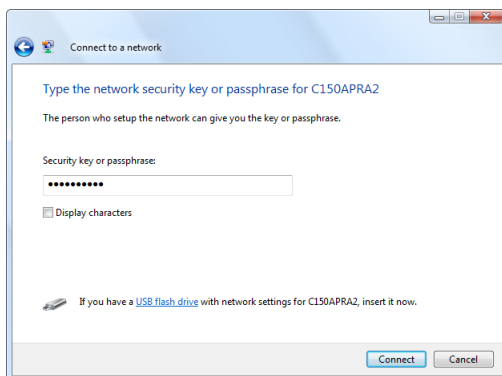 Connect to a network
Type the network security key or passphrase for C150APRA2
The person who setup the network can give you the key or passphrase.
Security key or passphrase:
••••••••••
Display characters
If you have a USB flash drive with network settings for C150APRA2, insert it now.
Connect
Cancel